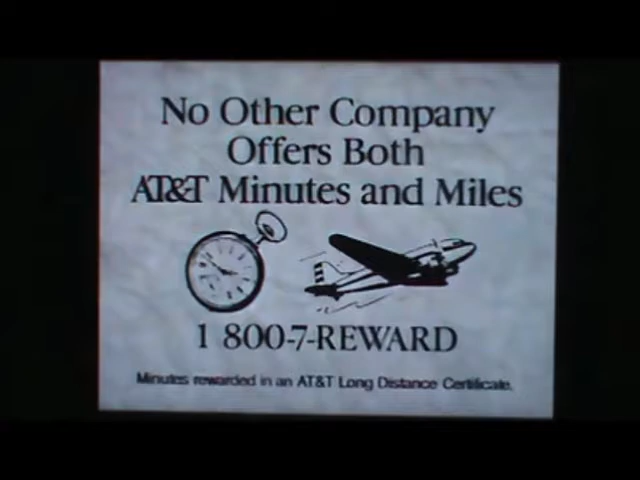 No Other Company
Offers Both
AT&T Minutes and Miles
1 800-7-REWARD
Minutes rewarded in an AT&T Long Distance Certificate.